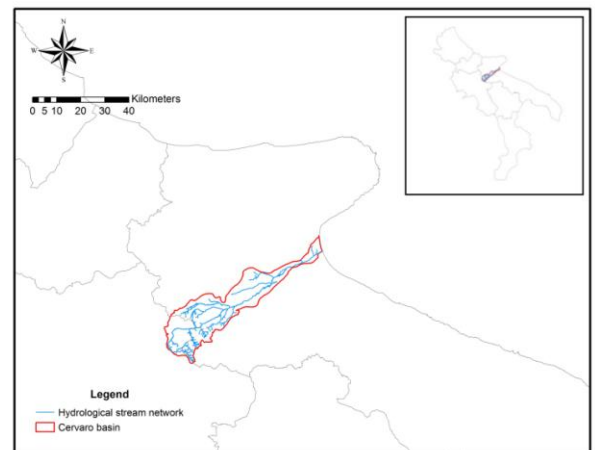 N
W E
S
Kilometers
0 5 10 20 30 40
Legend
Hydrological stream network
Cervaro basin